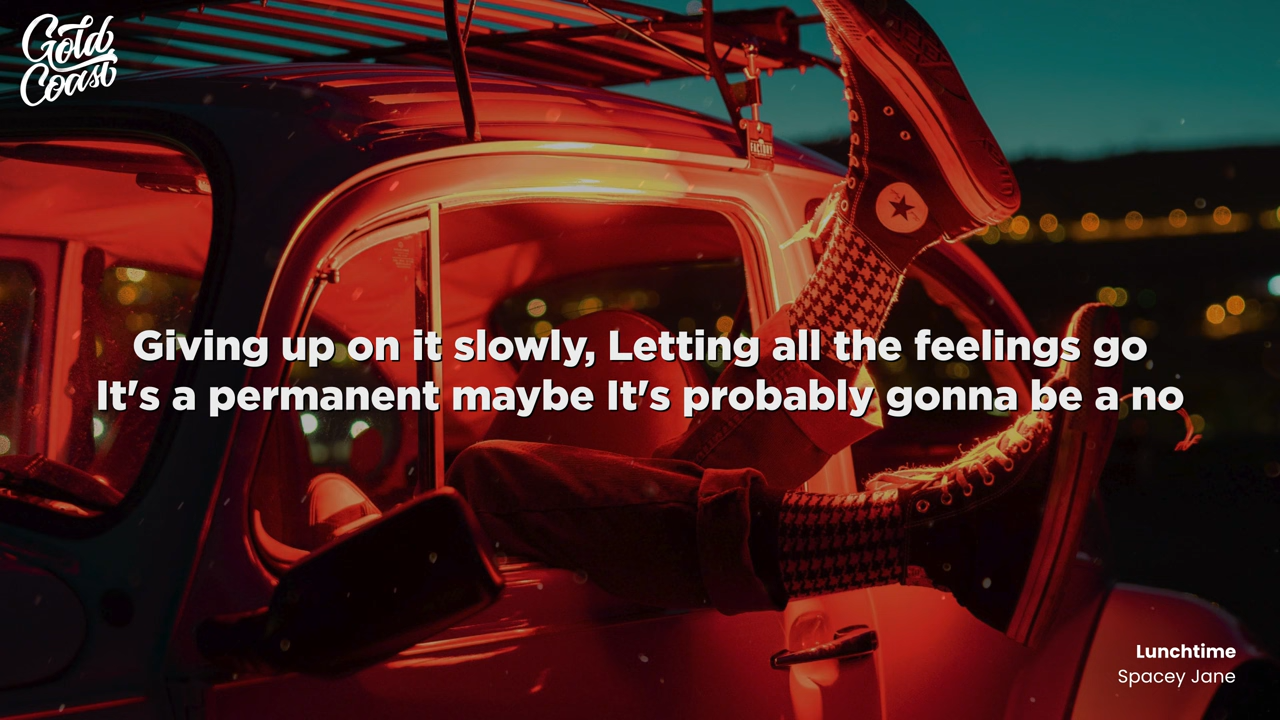 Gold
Coast
FACTORY
Giving up on it slowly, Letting all the feelings go
It's a permanent maybe It's probably gonna be a no
Lunchtime
Spacey Jane